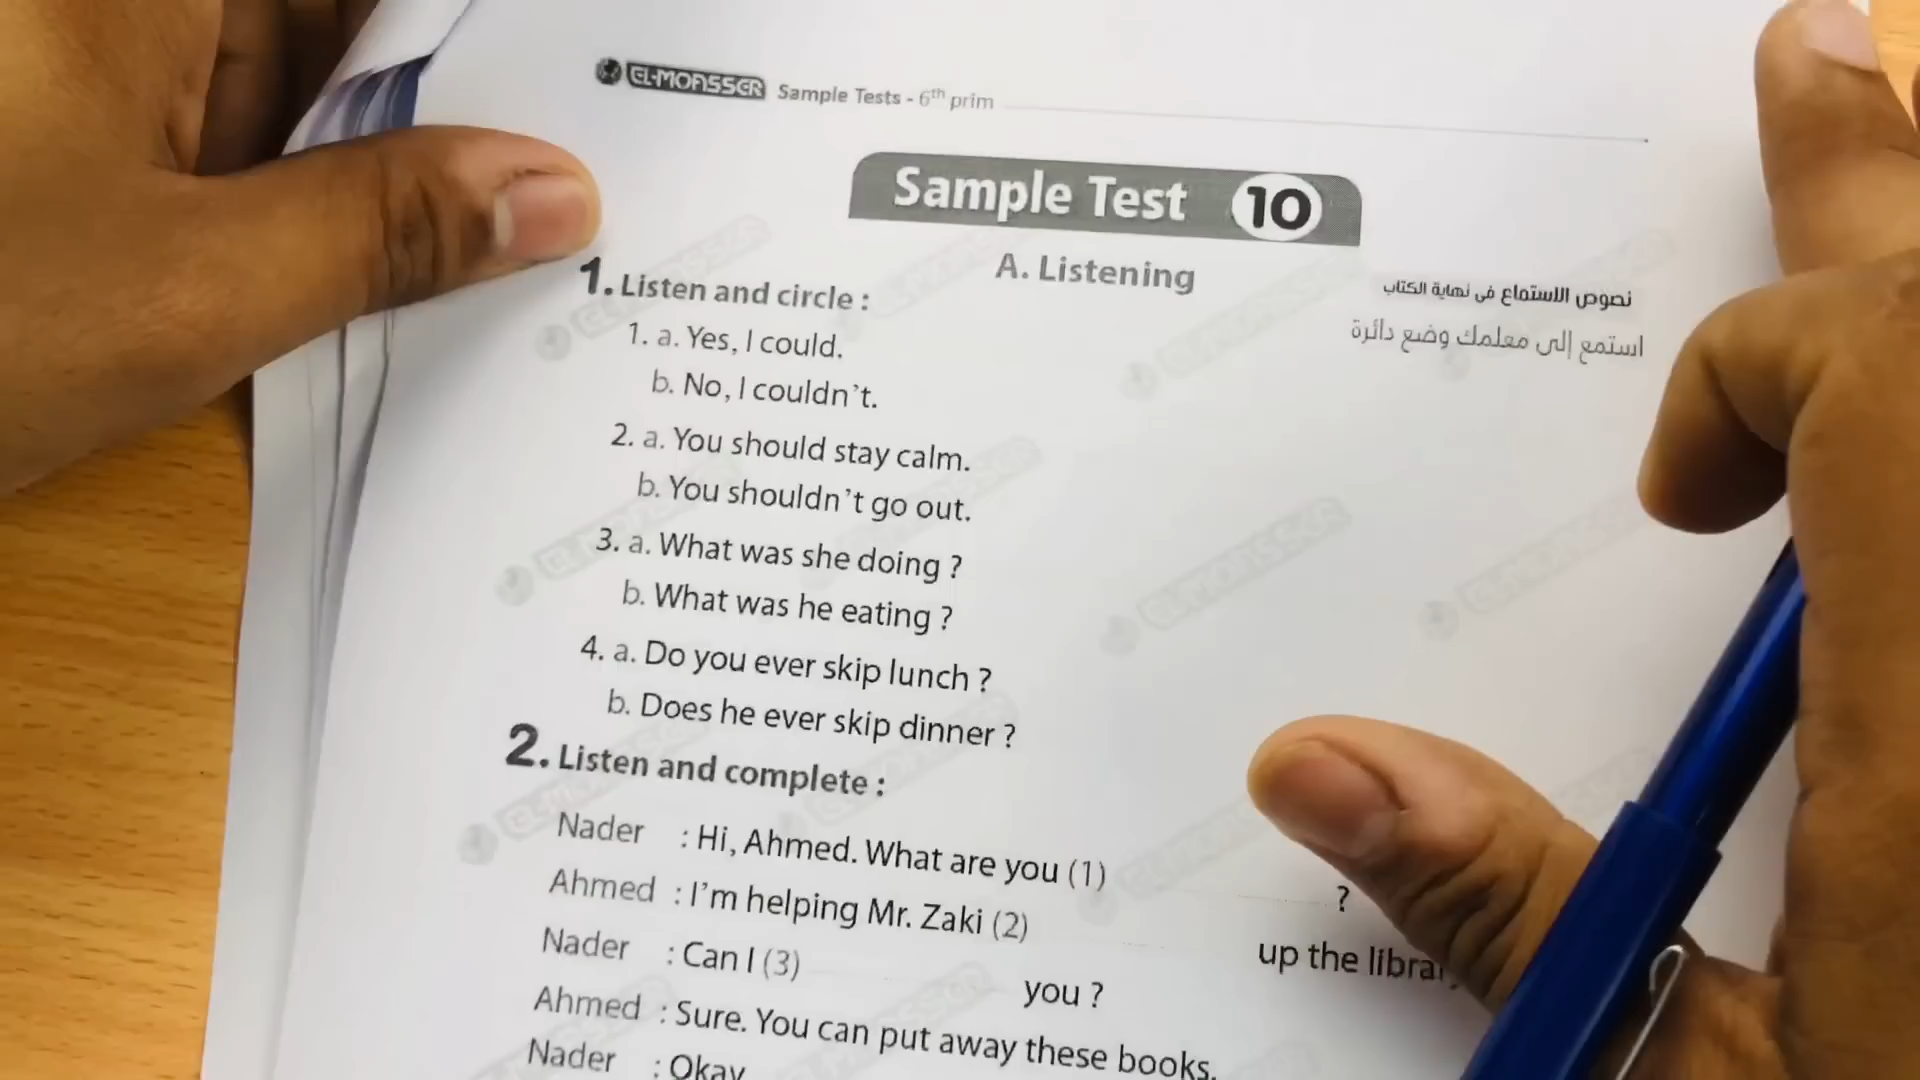 EL-MOASSER Sample Tests - 6th prim
Sample Test 10
A. Listening
نصوص الاستماع فى نهاية الكتاب
1. Listen and circle :
استمع إلى معلمك وضع دائرة
1. a. Yes, I could.
b. No, I couldn't.
2. a. You should stay calm.
b. You shouldn't go out.
3. a. What was she doing ?
b. What was he eating ?
4. a. Do you ever skip lunch ?
b. Does he ever skip dinner ?
2. Listen and complete :
Nader : Hi, Ahmed. What are you (1) ?
Ahmed : I'm helping Mr. Zaki (2) up the
Nader : Can I (3) you ?
Ahmed : Sure. You can put away these books.
Nader : Okay